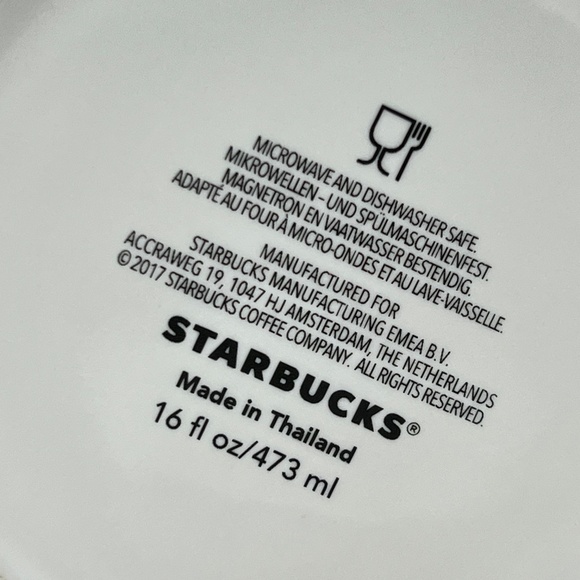 MICROWAVE AND DISHWASHER SAFE.
MIKROWELLEN – UND SPÜLMASCHINENFEST.
MAGNETRON EN VAATWASSER BESTENDIG.
ADAPTÉ AU FOUR À MICRO-ONDES ET AU LAVE-VAISSELLE.
MANUFACTURED FOR
STARBUCKS MANUFACTURING EMEA B.V.
ACCRAWEG 19, 1047 HJ AMSTERDAM, THE NETHERLANDS
© 2017 STARBUCKS COFFEE COMPANY. ALL RIGHTS RESERVED.
STARBUCKS®
Made in Thailand
16 fl oz/473 ml